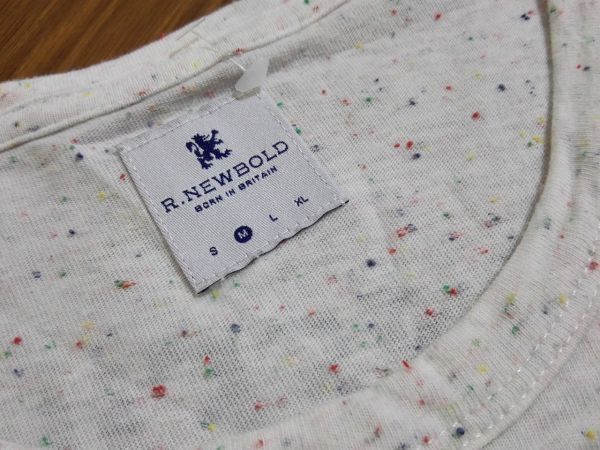 R. NEWBOLD
BORN IN BRITAIN
S M L XL